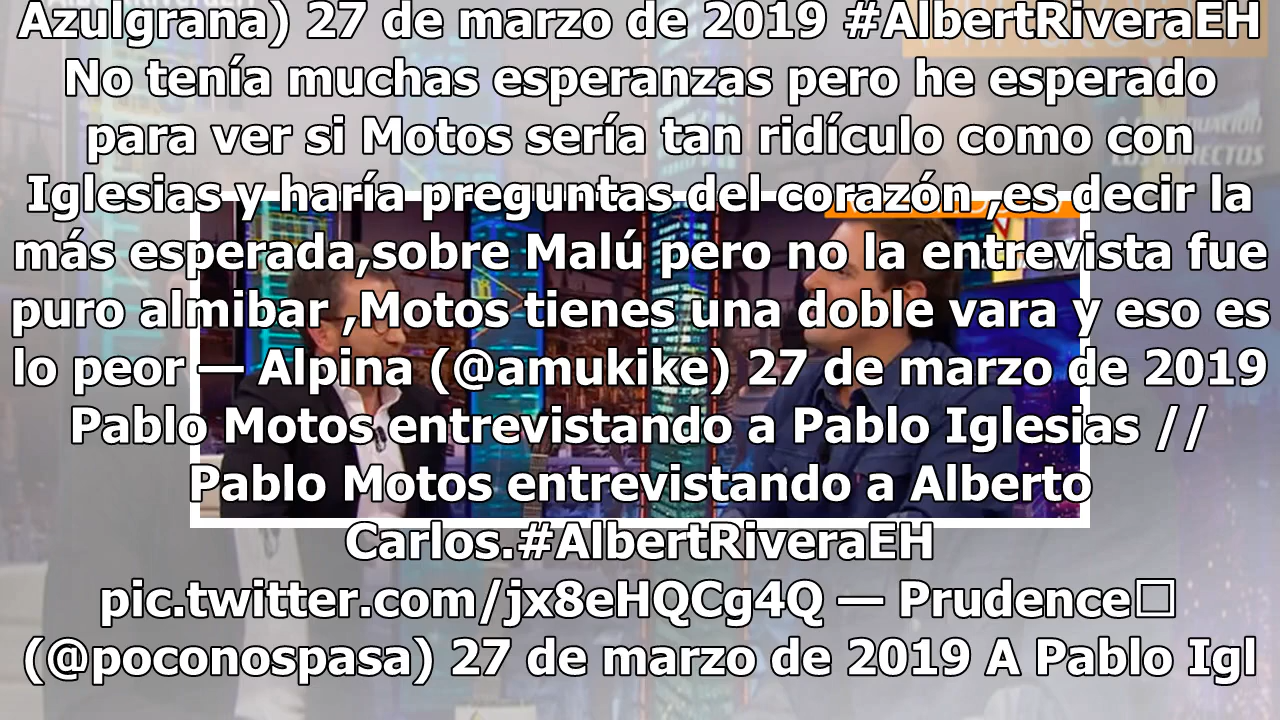 Azulgrana) 27 de marzo de 2019 #AlbertRiveraEH
No tenía muchas esperanzas pero he esperado
para ver si Motos sería tan ridículo como con
Iglesias y haría preguntas del corazón ,es decir la
más esperada,sobre Malú pero no la entrevista fue
puro almibar ,Motos tienes una doble vara y eso es
lo peor — Alpina (@amukike) 27 de marzo de 2019
Pablo Motos entrevistando a Pablo Iglesias //
Pablo Motos entrevistando a Alberto
Carlos.#AlbertRiveraEH
pic.twitter.com/jx8eHQCg4Q — Prudence□
(@poconospasa) 27 de marzo de 2019 A Pablo Igl